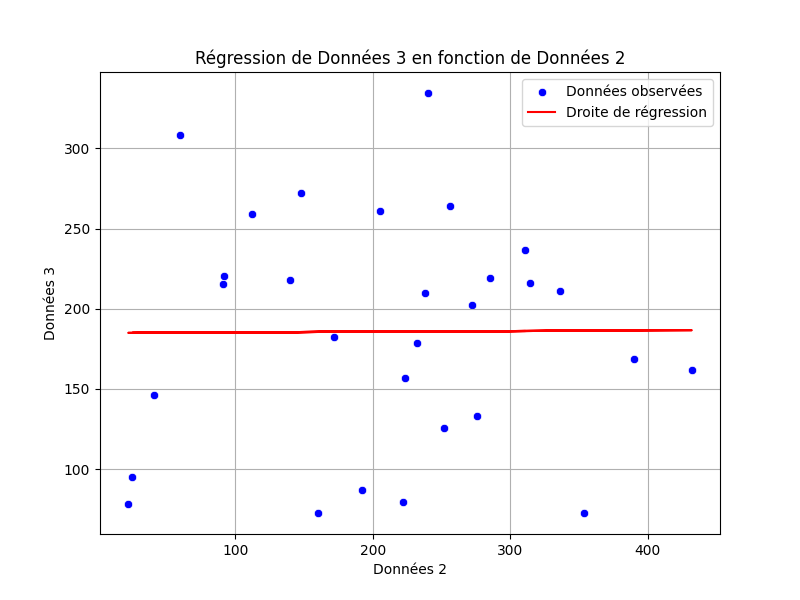 Régression de Données 3 en fonction de Données 2
Données observées
Droite de régression
300
250
200
150
100
Données 3
100
200
300
400
Données 2